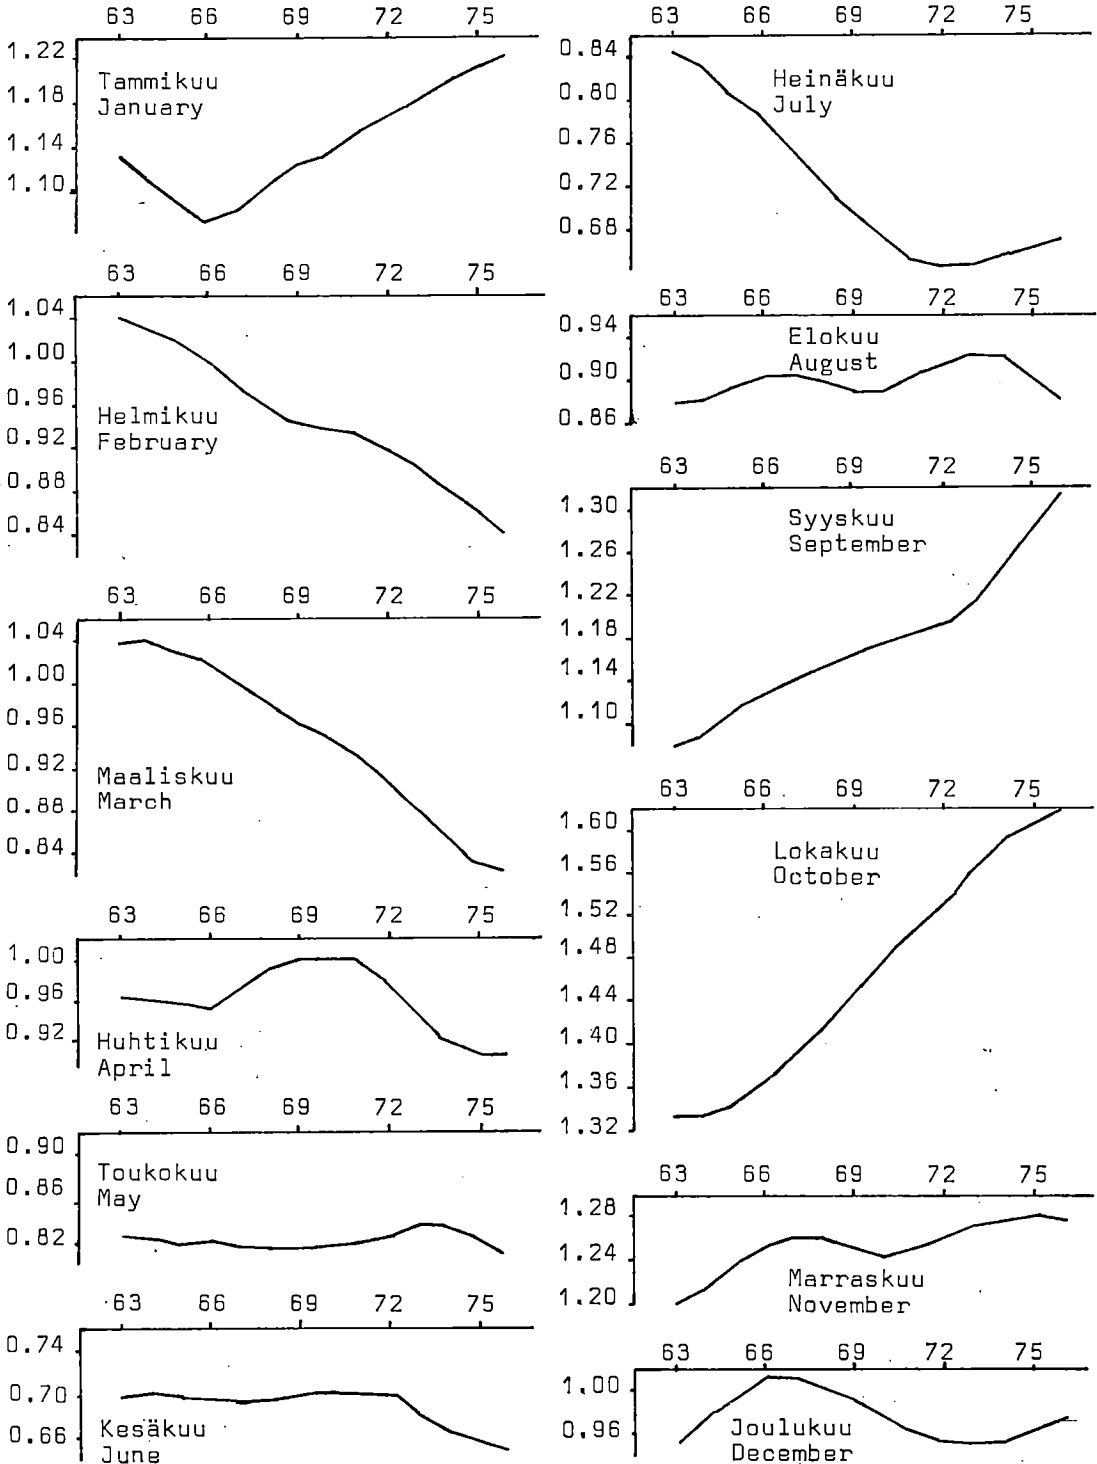 63 66 69 72 75
1.22
1.18
1.14
1.10
Tammikuu
January
63 66 69 72 75
1.04
1.00
0.96
0.92
0.88
0.84
Helmikuu
February
63 66 69 72 75
1.04
1.00
0.96
0.92
0.88
0.84
Maaliskuu
March
63 66 69 72 75
1.00
0.96
0.92
Huhtikuu
April
63 66 69 72 75
0.90
0.86
0.82
Toukokuu
May
63 66 69 72 75
0.74
0.70
0.66
Kesäkuu
June
63 66 69 72 75
0.84
0.80
0.76
0.72
0.68
Heinäkuu
July
63 66 69 72 75
0.94
0.90
0.86
Elokuu
August
63 66 69 72 75
1.30
1.26
1.22
1.18
1.14
1.10
Syyskuu
September
63 66 69 72 75
1.60
1.56
1.52
1.48
1.44
1.40
1.36
1.32
Lokakuu
October
63 66 69 72 75
1.28
1.24
1.20
Marraskuu
November
63 66 69 72 75
1.00
0.96
Joulukuu
December